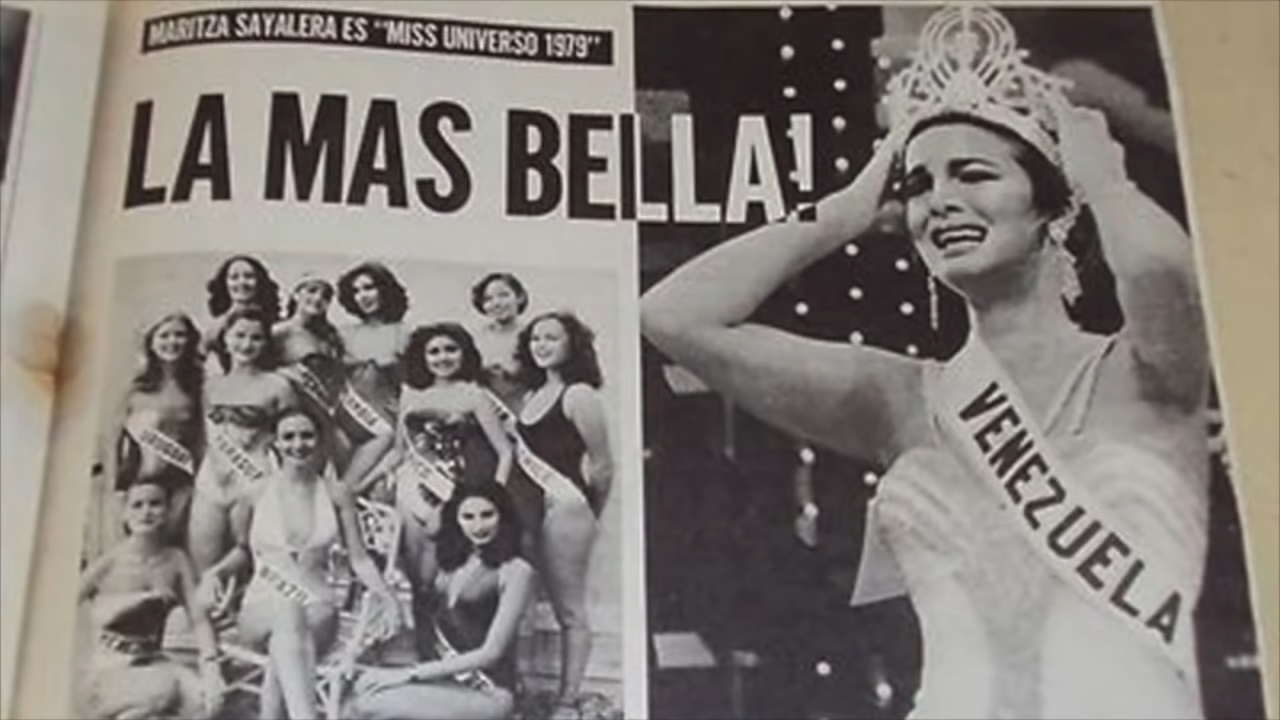 MARITZA SAYALERA ES "MISS UNIVERSO 1979"
LA MAS BELLA!
VENEZUELA